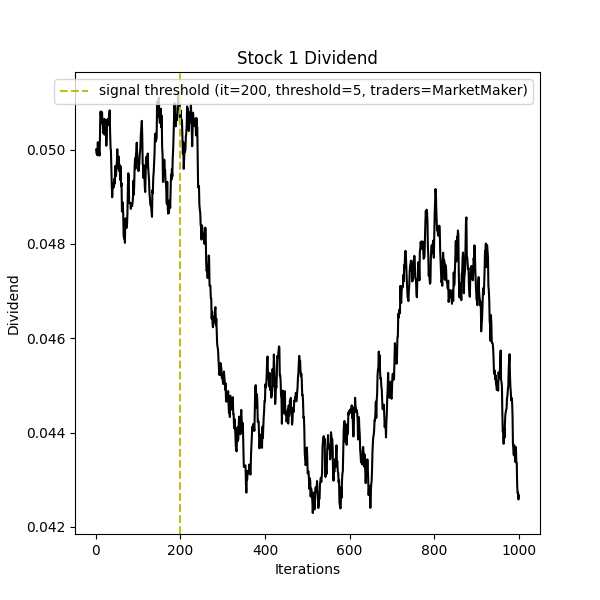 Stock 1 Dividend
signal threshold (it=200, threshold=5, traders=MarketMaker)
0.050
0.048
0.046
0.044
0.042
Dividend
0 200 400 600 800 1000
Iterations